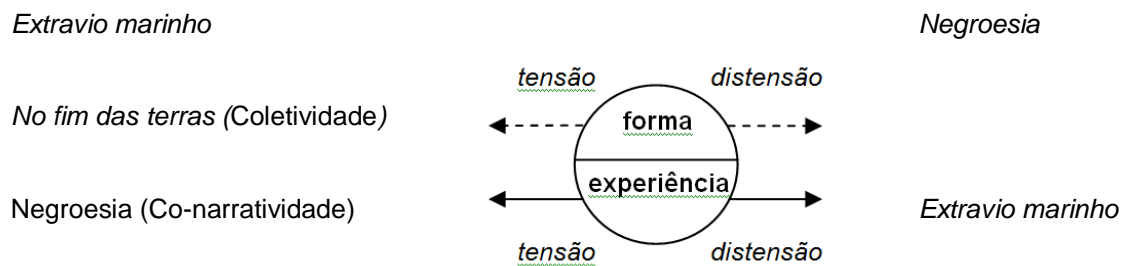 Extravio marinho
Negroesia
tensão
distensão
No fim das terras (Coletividade)
forma
experiência
Negroesia (Co-narratividade)
Extravio marinho
tensão
distensão